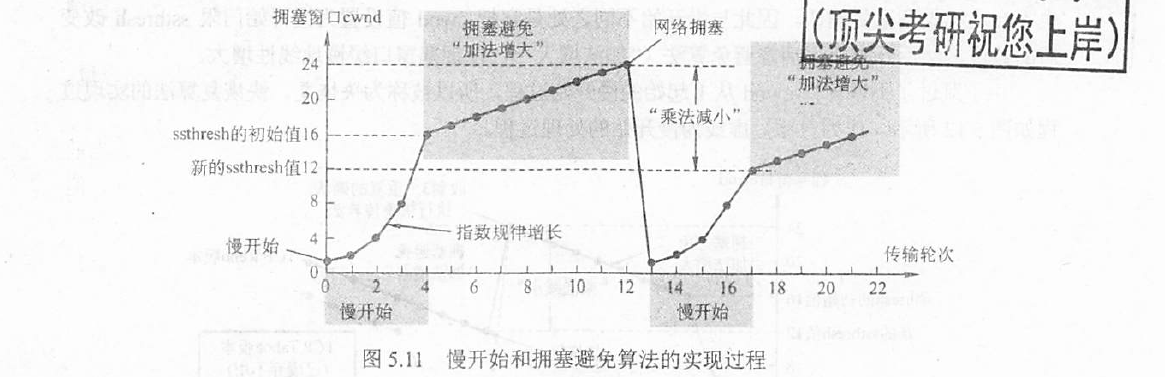 拥塞窗口cwnd
拥塞避免
“加法增大”
网络拥塞
(顶尖考研祝您上岸)
拥塞避免
“加法增大”
24
20
ssthresh的初始值16
“乘法减小”
新的ssthresh值12
8
指数规律增长
慢开始
4
传输轮次
0
0 2 4 6 8 10 12 14 16 18 20 22
慢开始
慢开始
图 5.11 慢开始和拥塞避免算法的实现过程